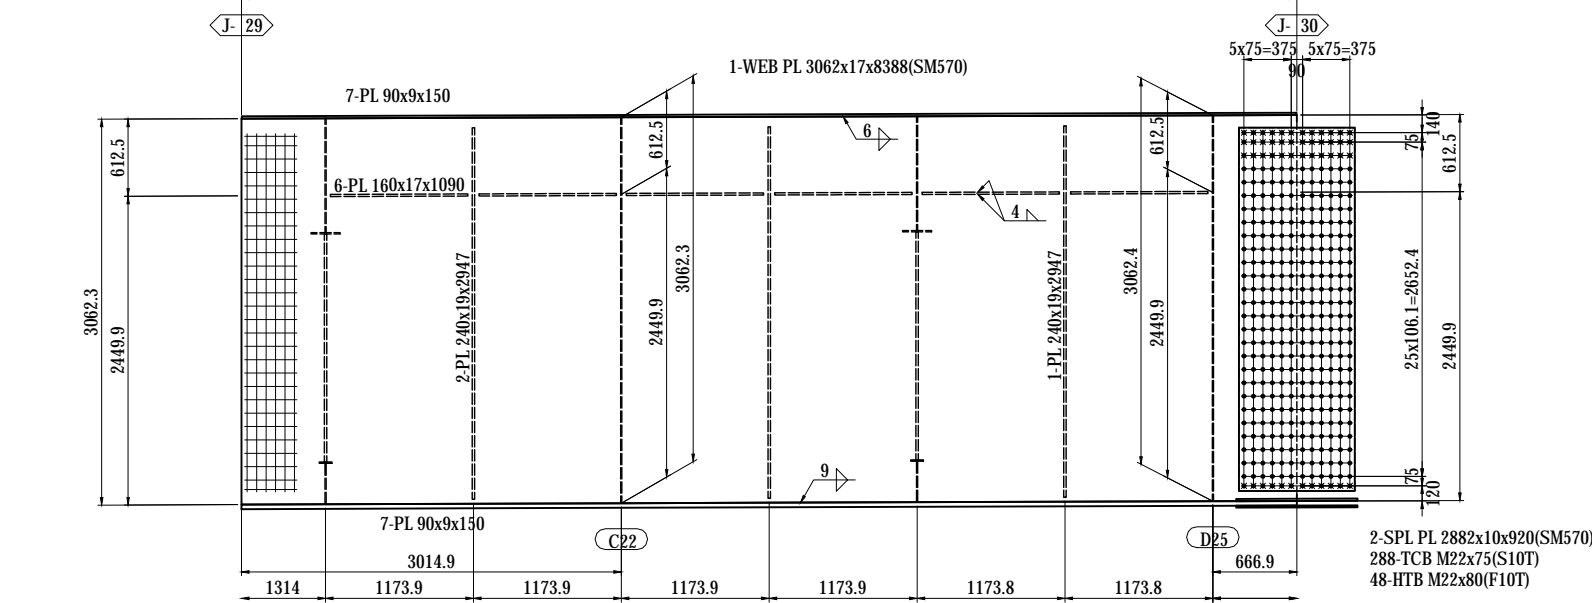 J- 29
J- 30
5x75=375
5x75=375
90
1-WEB PL 3062x17x8388(SM570)
7-PL 90x9x150
6
612.5
612.5
612.5
140
75
612.5
6-PL 160x17x1090
4
3062.3
2449.9
2-PL 240x19x2947
2449.9
3062.3
1-PL 240x19x2947
3062.4
2449.9
25x106.1=2652.4
2449.9
9
75
120
7-PL 90x9x150
C22
D25
2-SPL PL 2882x10x920(SM570)
288-TCB M22x75(S10T)
48-HTB M22x80(F10T)
3014.9
666.9
1314
1173.9
1173.9
1173.9
1173.9
1173.8
1173.8